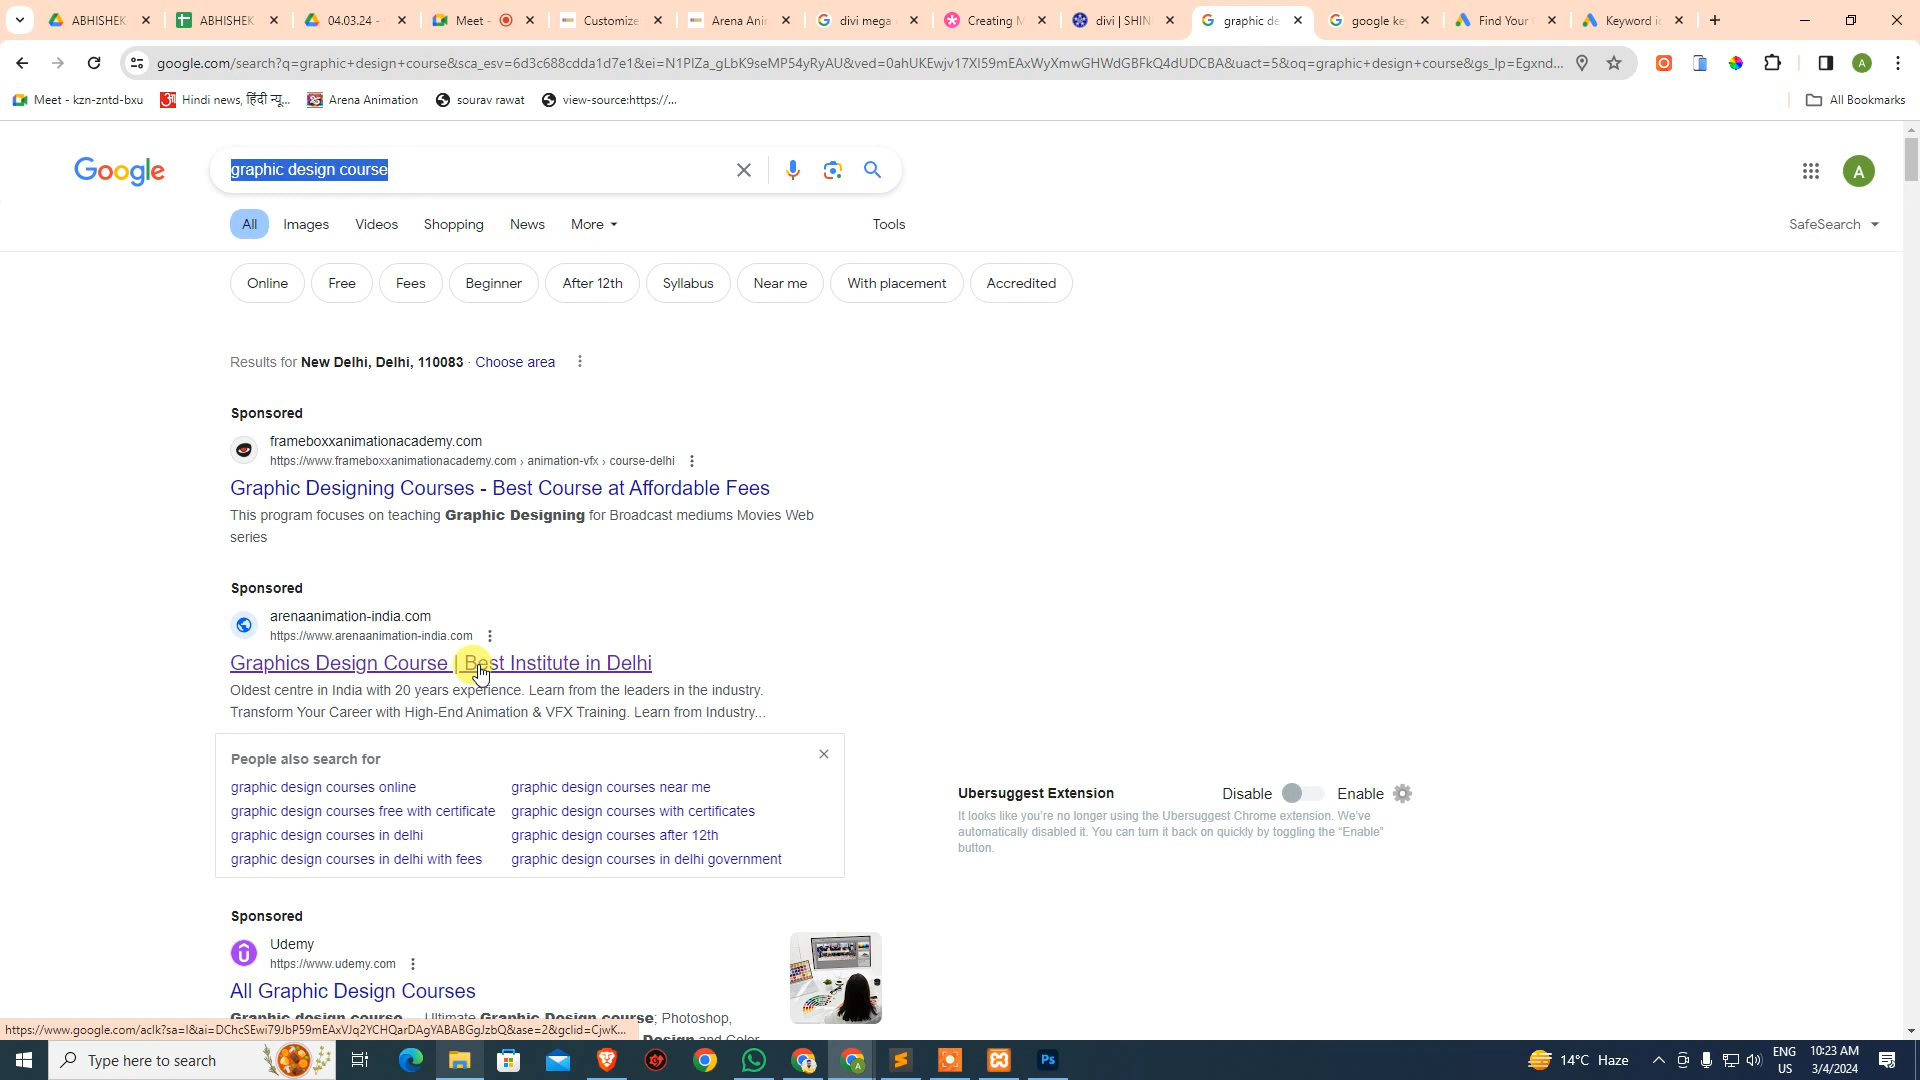 ABHISHEK
ABHISHEK
04.03.24 -
Meet -
Customize
Arena Ani
divi mega
Creating M
divi | SHIN
graphic de
google ke
Find Your
Keyword i
google.com/search?q=graphic+design+course&sca_esv=6d3c688cdda1d7e1&ei=N1PlZa_gLbK9seMP54yRyAU&ved=0ahUKEwjv17Xl59mEAxWyXmwGHWdGBFkQ4dUDCBA&uact=5&oq=graphic+design+course&gs_lp=Egxnd...
Meet - kzn-zntd-bxu
Hindi news, हिंदी न्यू...
Arena Animation
sourav rawat
view-source:https://...
All Bookmarks
Google
graphic design course
A
All
Images
Videos
Shopping
News
More
Tools
SafeSearch
Online
Free
Fees
Beginner
After 12th
Syllabus
Near me
With placement
Accredited
Results for New Delhi, Delhi, 110083 · Choose area
Sponsored
frameboxxanimationacademy.com
https://www.frameboxxanimationacademy.com › animation-vfx › course-delhi
Graphic Designing Courses - Best Course at Affordable Fees
This program focuses on teaching Graphic Designing for Broadcast mediums Movies Web
series
Sponsored
arenaanimation-india.com
https://www.arenaanimation-india.com
Graphics Design Course | Best Institute in Delhi
Oldest centre in India with 20 years experience. Learn from the leaders in the industry.
Transform Your Career with High-End Animation & VFX Training. Learn from Industry...
People also search for
graphic design courses online
graphic design courses near me
graphic design courses free with certificate
graphic design courses with certificates
graphic design courses in delhi
graphic design courses after 12th
graphic design courses in delhi with fees
graphic design courses in delhi government
Ubersuggest Extension
Disable
Enable
It looks like you're no longer using the Ubersuggest Chrome extension. We've
automatically disabled it. You can turn it back on quickly by toggling the "Enable"
button.
Sponsored
Udemy
https://www.udemy.com
All Graphic Design Courses
Graphic design course Ultimate Graphic Design course; Photoshop,
Design and Color
https://www.google.com/aclk?sa=l&ai=DChcSEwi79JbP59mEAxVJq2YCHQarDAgYABABGgJzbQ&ase=2&gclid=CjwK...
Type here to search
Ps
14°C Haze
ENG
US
10:23 AM
3/4/2024